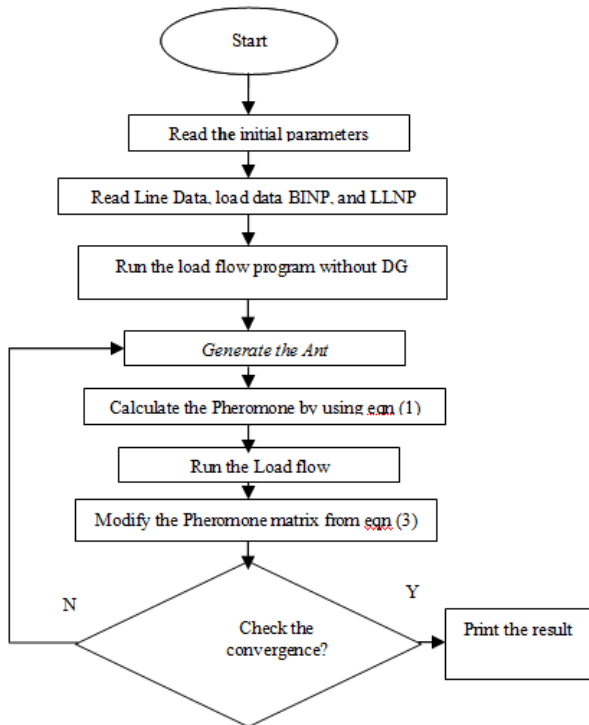 Start
Read the initial parameters
Read Line Data, load data BINP, and LLNP
Run the load flow program without DG
Generate the Ant
Calculate the Pheromone by using eqn (1)
Run the Load flow
Modify the Pheromone matrix from eqn (3)
N
Y
Check the
convergence?
Print the result